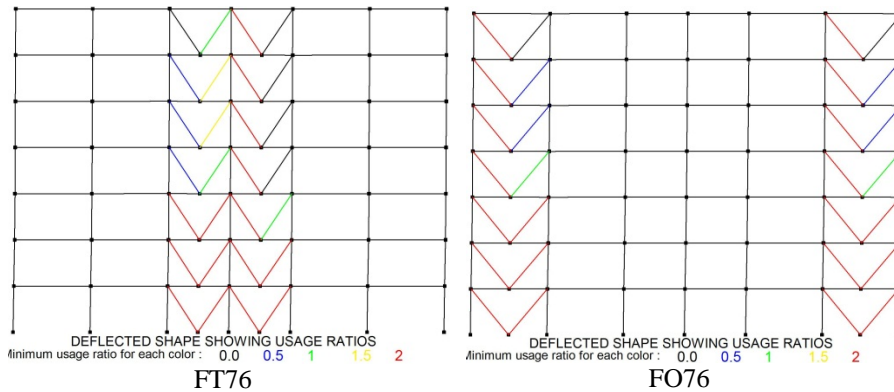 DEFLECTED SHAPE SHOWING USAGE RATIOS
Minimum usage ratio for each color : 0.0 0.5 1 1.5 2
FT76
DEFLECTED SHAPE SHOWING USAGE RATIOS
Minimum usage ratio for each color : 0.0 0.5 1 1.5 2
FO76